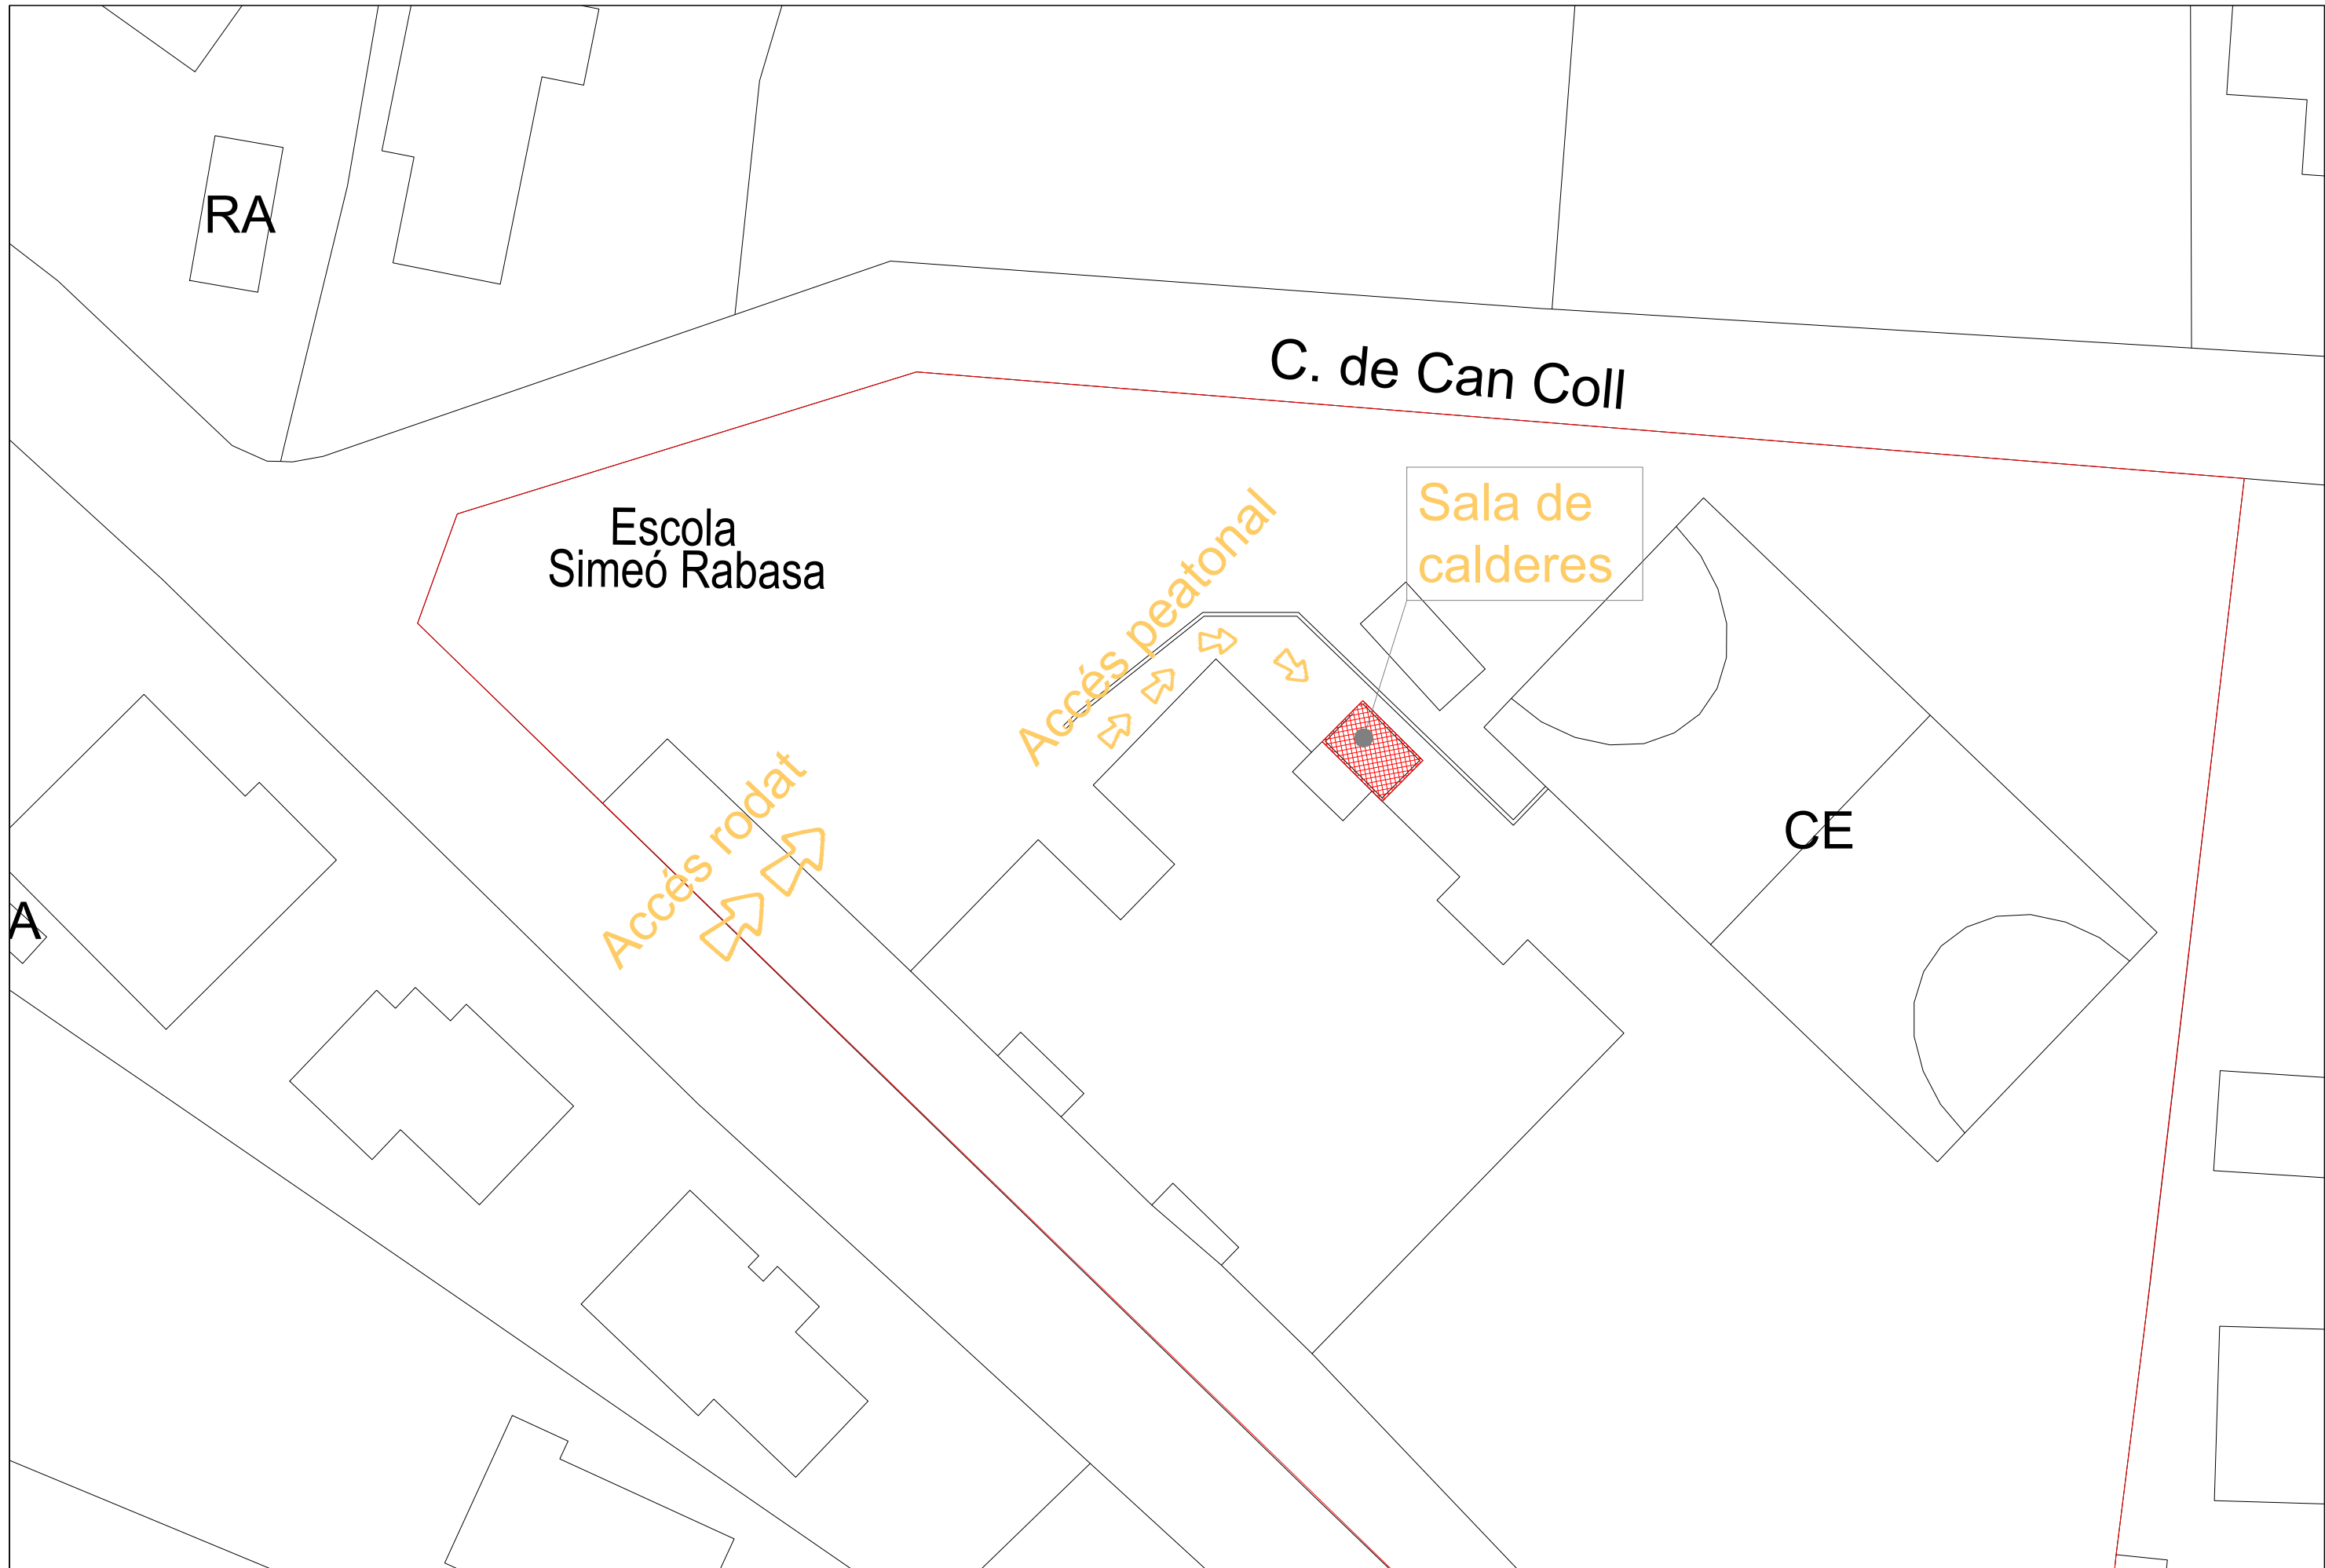 RA
C. de Can Coll
Sala de
calderes
Escola
Simeó Rabasa
Accés peatonal
Accés rodat
CE
A